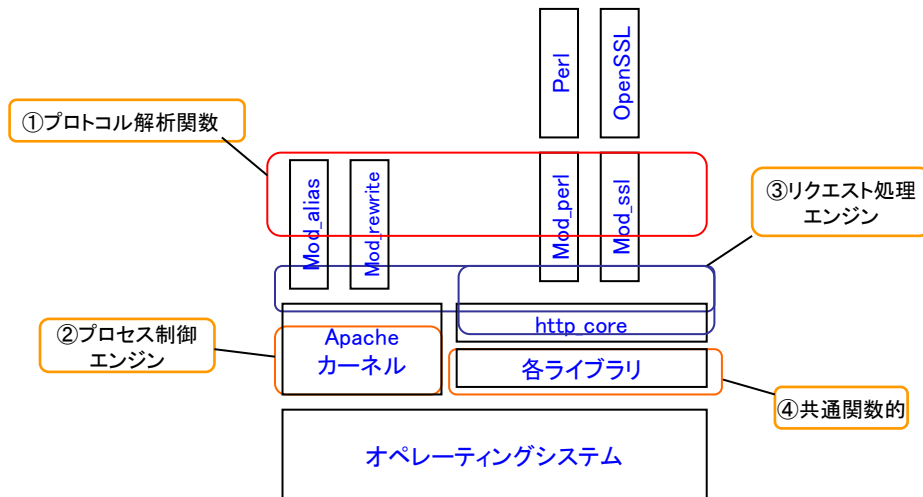 Perl
OpenSSL
①プロトコル解析関数
Mod_alias
Mod_rewrite
Mod_perl
Mod_ssl
③リクエスト処理
エンジン
②プロセス制御
エンジン
Apache
カーネル
http_core
各ライブラリ
④共通関数的
オペレーティングシステム